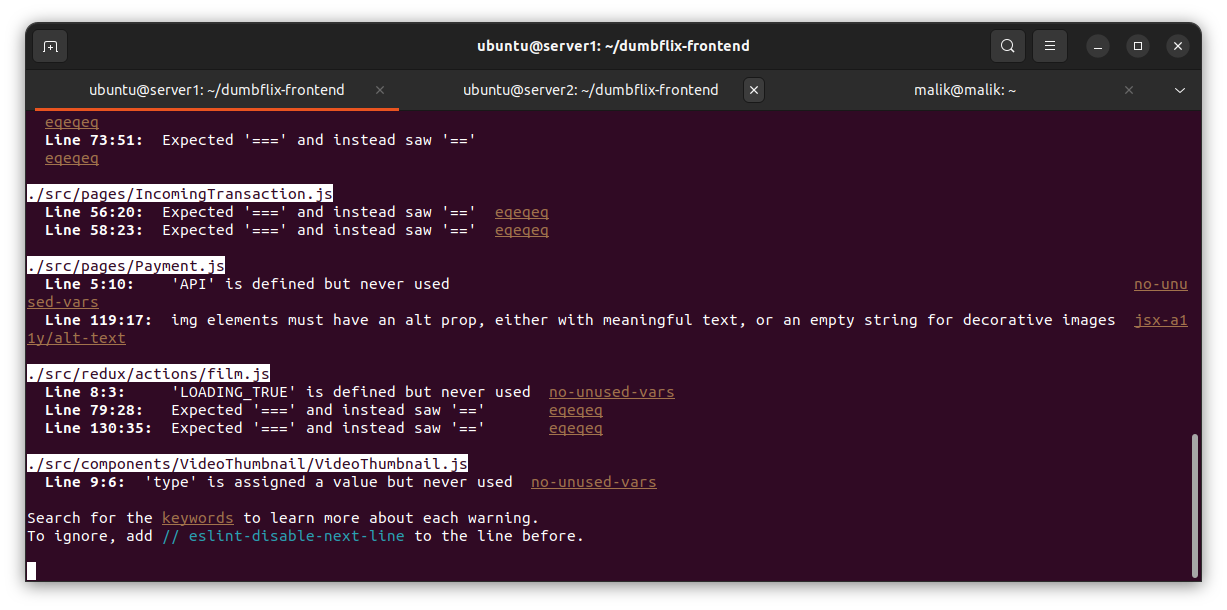 ubuntu@server1: ~/dumbflix-frontend
ubuntu@server1: ~/dumbflix-frontend
ubuntu@server2: ~/dumbflix-frontend
malik@malik: ~
eqeqeq
Line 73:51:  Expected '===' and instead saw '=='
eqeqeq
./src/pages/IncomingTransaction.js
Line 56:20:  Expected '===' and instead saw '=='  eqeqeq
Line 58:23:  Expected '===' and instead saw '=='  eqeqeq
./src/pages/Payment.js
Line 5:10:    'API' is defined but never used    no-unu
sed-vars
Line 119:17:  img elements must have an alt prop, either with meaningful text, or an empty string for decorative images  jsx-a1
1y/alt-text
./src/redux/actions/film.js
Line 8:3:     'LOADING_TRUE' is defined but never used  no-unused-vars
Line 79:28:   Expected '===' and instead saw '=='       eqeqeq
Line 130:35:  Expected '===' and instead saw '=='       eqeqeq
./src/components/VideoThumbnail/VideoThumbnail.js
Line 9:6:  'type' is assigned a value but never used  no-unused-vars
Search for the keywords to learn more about each warning.
To ignore, add // eslint-disable-next-line to the line before.